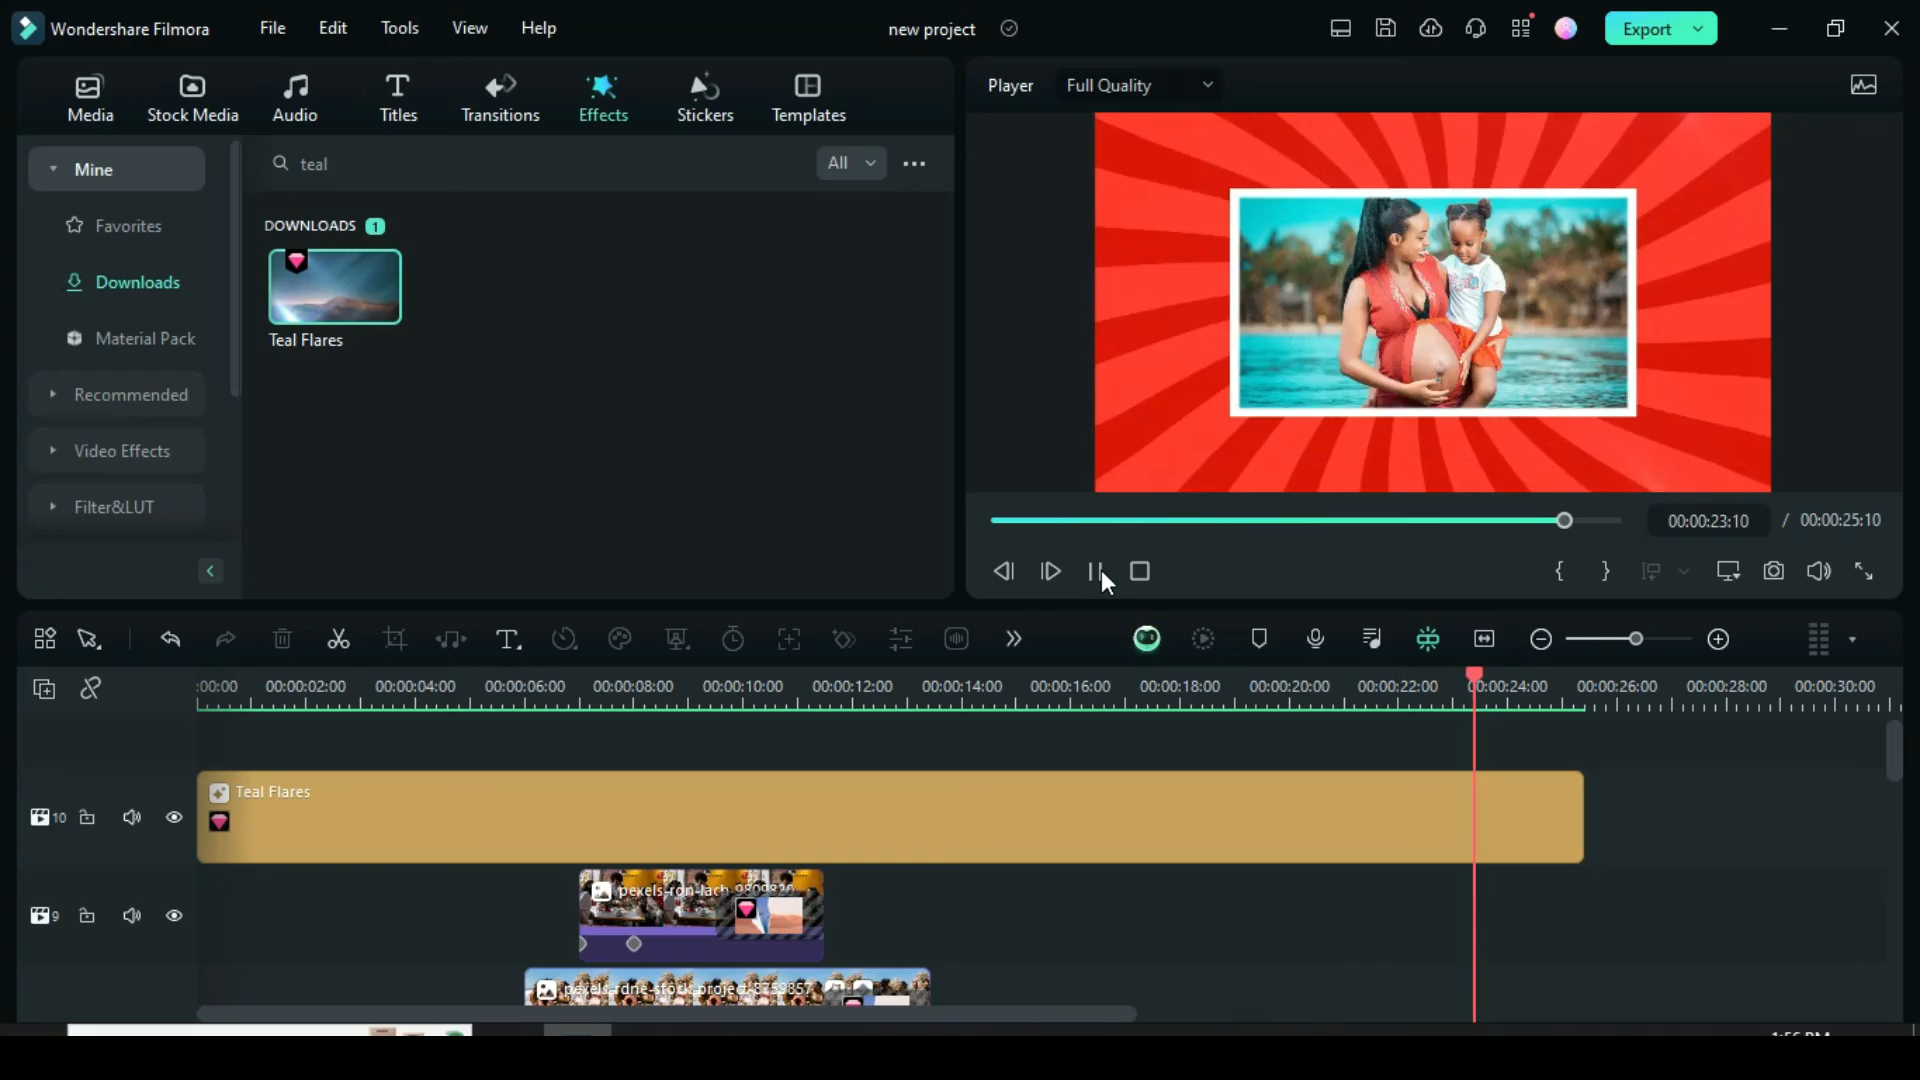 Wondershare Filmora
File Edit Tools View Help
new project
Export
Media
Stock Media
Audio
Titles
Transitions
Effects
Stickers
Templates
Player
Full Quality
Mine
Favorites
Downloads
Material Pack
Recommended
Video Effects
Filter&LUT
teal
All
DOWNLOADS 1
Teal Flares
00:00:23:10 / 00:00:25:10
:00:00 00:00:02:00 00:00:04:00 00:00:06:00 00:00:08:00 00:00:10:00 00:00:12:00 00:00:14:00 00:00:16:00 00:00:18:00 00:00:20:00 00:00:22:00 00:00:24:00 00:00:26:00 00:00:28:00 00:00:30:00
Teal Flares
10
pexels-ron-lach-9809820
9
pexels-rdne-stock-project-8759857